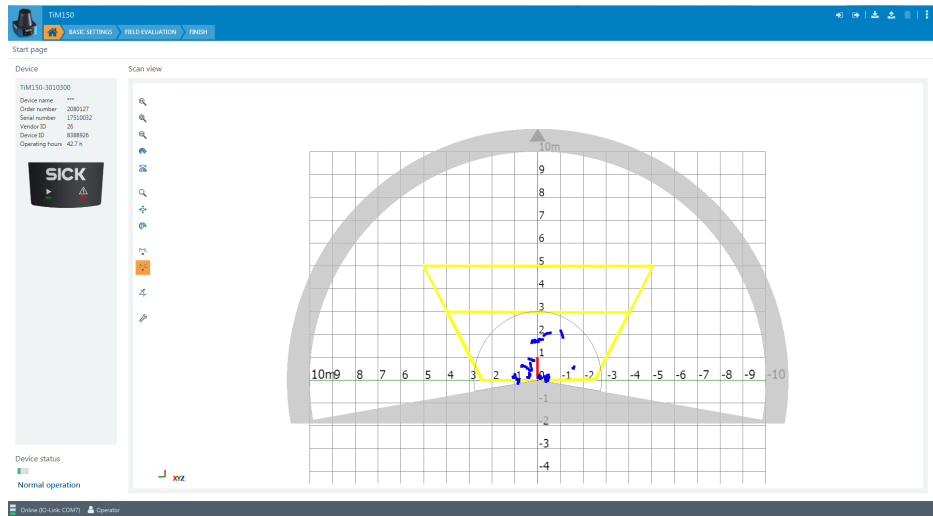 TiM150
BASIC SETTINGS FIELD EVALUATION FINISH
Start page
Device
Scan view
TiM150-3010300
Device name ***
Order number 2080127
Serial number 17510032
Vendor ID 26
Device ID 8388926
Operating hours 42.7 h
SICK
10m
9
8
7
6
5
4
3
2
1
10m9 8 7 6 5 4 3 2 1 0 -1 -2 -3 -4 -5 -6 -7 -8 -9 -10
-1
-2
-3
-4
XYZ
Device status
Normal operation
Online (IO-Link: COM7) Operator